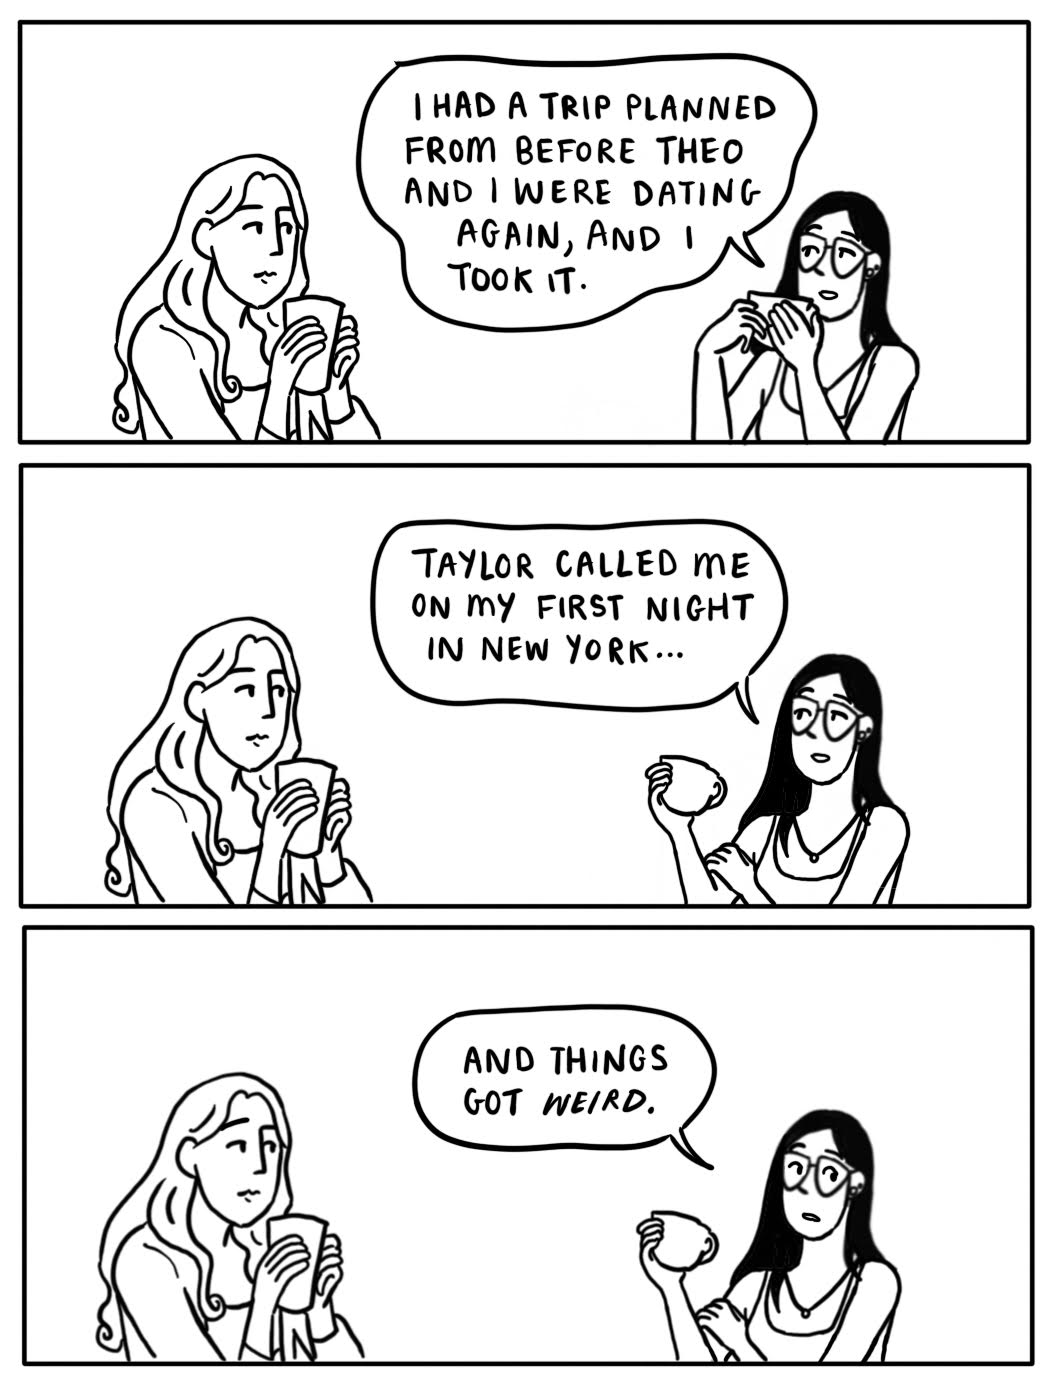 I HAD A TRIP PLANNED
FROM BEFORE THEO
AND I WERE DATING
AGAIN, AND I
TOOK IT.
TAYLOR CALLED ME
ON MY FIRST NIGHT
IN NEW YORK...
AND THINGS
GOT WEIRD.